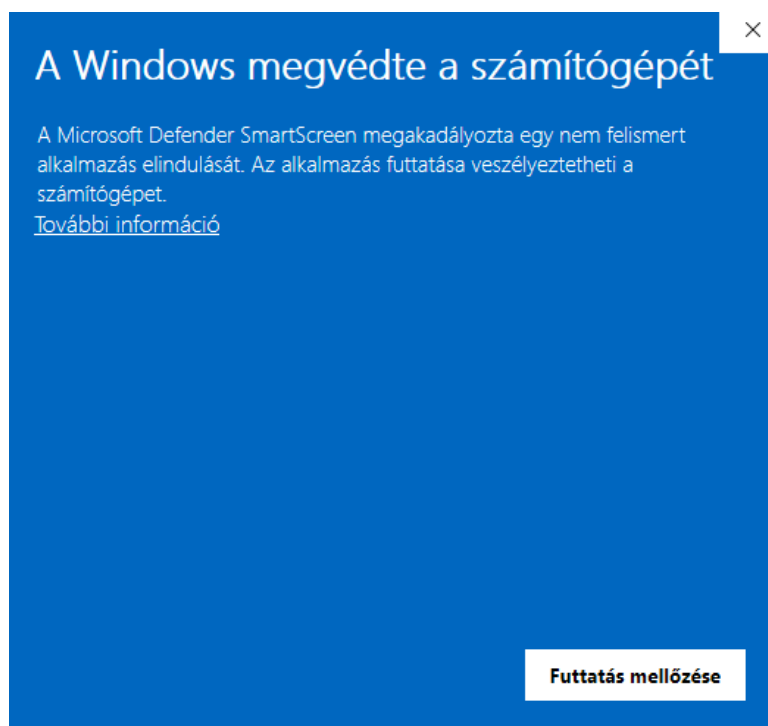 A Windows megvédte a számítógépét
A Microsoft Defender SmartScreen megakadályozta egy nem felismert
alkalmazás elindulását. Az alkalmazás futtatása veszélyeztetheti a
számítógépet.
További információ
Futtatás mellőzése